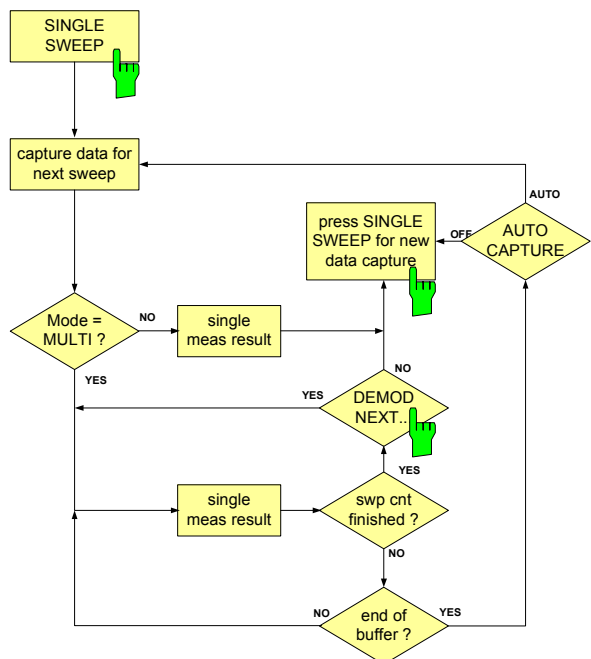 SINGLE
SWEEP
capture data for
next sweep
AUTO
press SINGLE
SWEEP for new
data capture
OFF
AUTO
CAPTURE
Mode =
MULTI ?
NO
single
meas result
YES
NO
YES
DEMOD
NEXT..
YES
single
meas result
swp cnt
finished ?
NO
NO
end of
buffer ?
YES